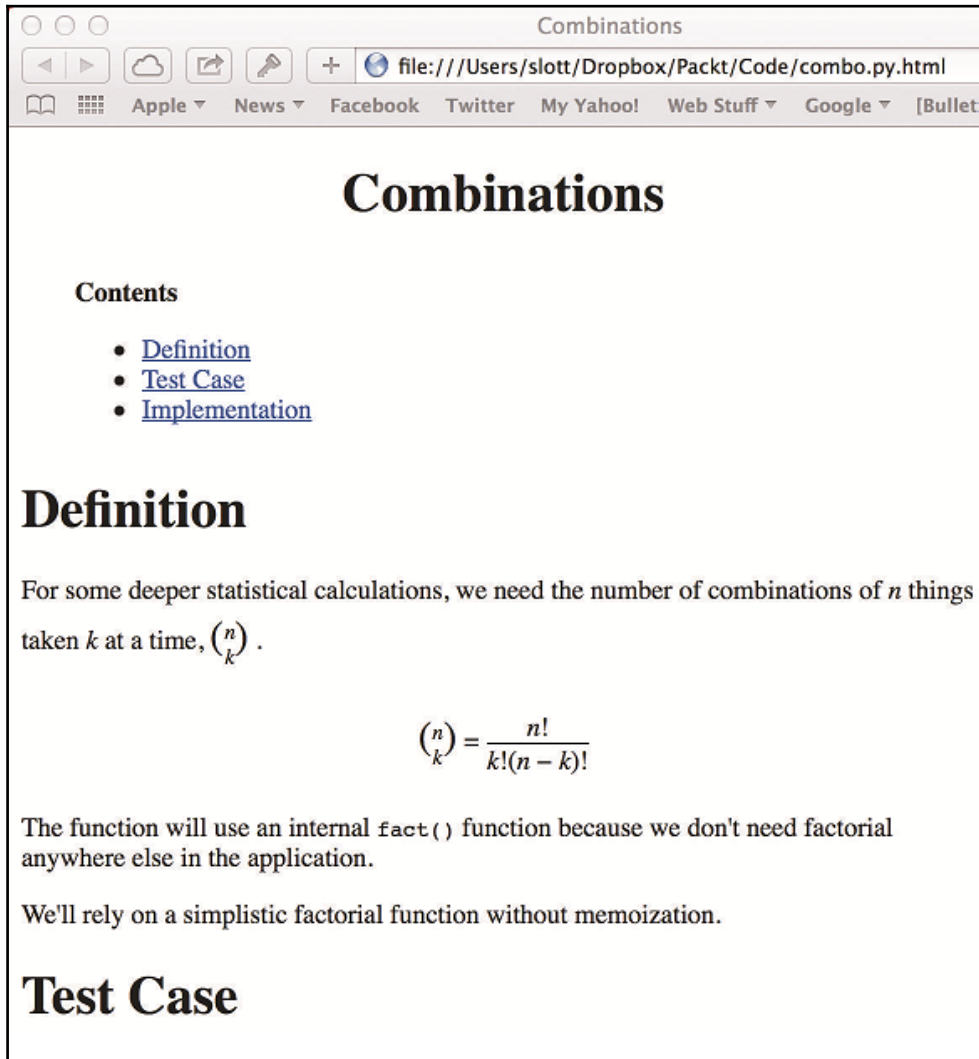 Combinations
+ file:///Users/slott/Dropbox/Packt/Code/combo.py.html
Apple ▾ News ▾ Facebook Twitter My Yahoo! Web Stuff ▾ Google ▾ [Bullet
Combinations
Contents
• Definition
• Test Case
• Implementation
Definition
For some deeper statistical calculations, we need the number of combinations of n things
taken k at a time, (n k) .
(n k) = n! / k!(n − k)!
The function will use an internal fact() function because we don't need factorial
anywhere else in the application.
We'll rely on a simplistic factorial function without memoization.
Test Case